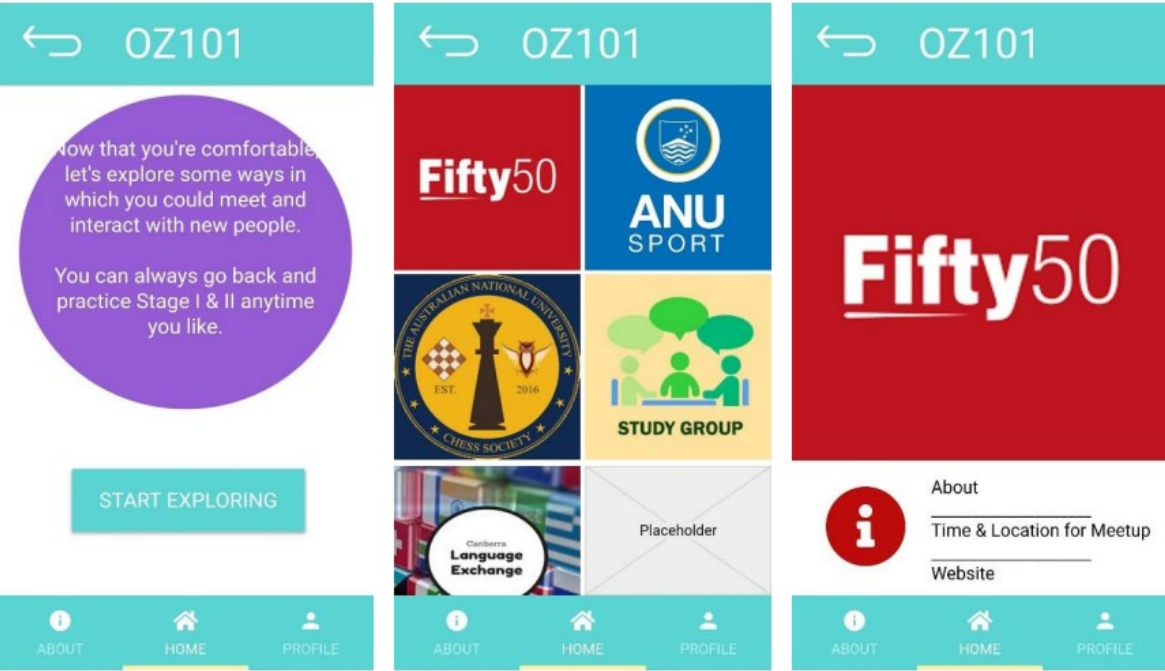 OZ101
Now that you're comfortable,
let's explore some ways in
which you could meet and
interact with new people.
You can always go back and
practice Stage I & II anytime
you like.
START EXPLORING
ABOUT
HOME
PROFILE
OZ101
Fifty50
ANU
SPORT
THE AUSTRALIAN NATIONAL UNIVERSITY
EST. 2016
CHESS SOCIETY
STUDY GROUP
Canberra
Language
Exchange
Placeholder
ABOUT
HOME
PROFILE
OZ101
Fifty50
About
Time & Location for Meetup
Website
ABOUT
HOME
PROFILE